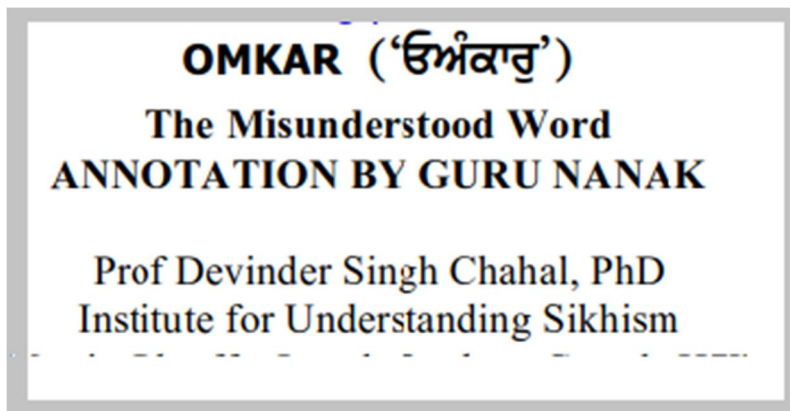 OMKAR (‘ਓਅੰਕਾਰੁ’)
The Misunderstood Word
ANNOTATION BY GURU NANAK
Prof Devinder Singh Chahal, PhD
Institute for Understanding Sikhism